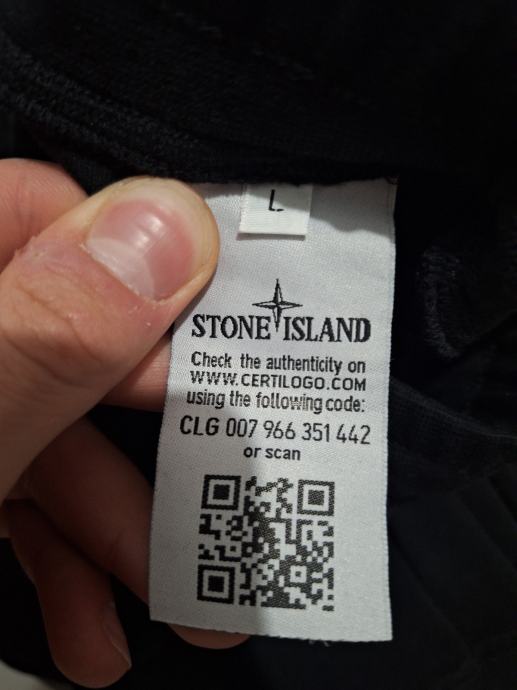 L
STONE ISLAND
Check the authenticity on
WWW.CERTILOGO.COM
using the following code:
CLG 007 966 351 442
or scan